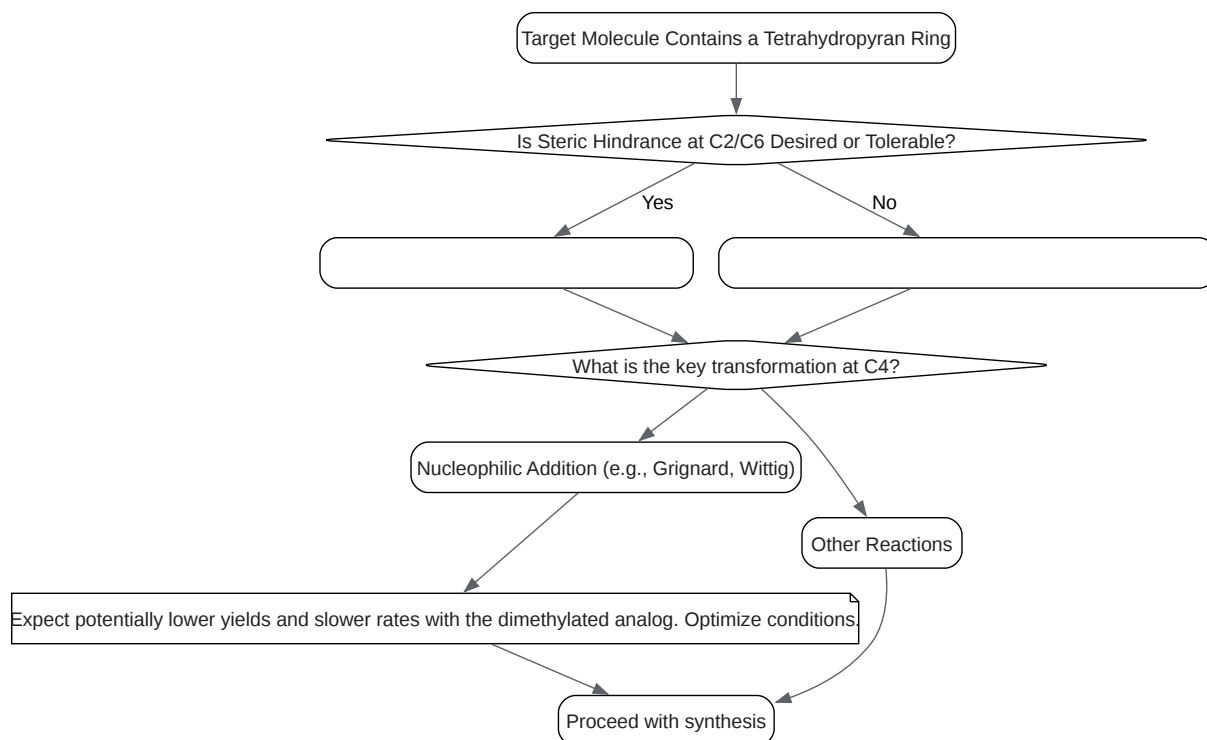 Target Molecule Contains a Tetrahydropyran Ring
Is Steric Hindrance at C2/C6 Desired or Tolerable?
Yes
No
What is the key transformation at C4?
Nucleophilic Addition (e.g., Grignard, Wittig)
Other Reactions
Expect potentially lower yields and slower rates with the dimethylated analog. Optimize conditions.
Proceed with synthesis